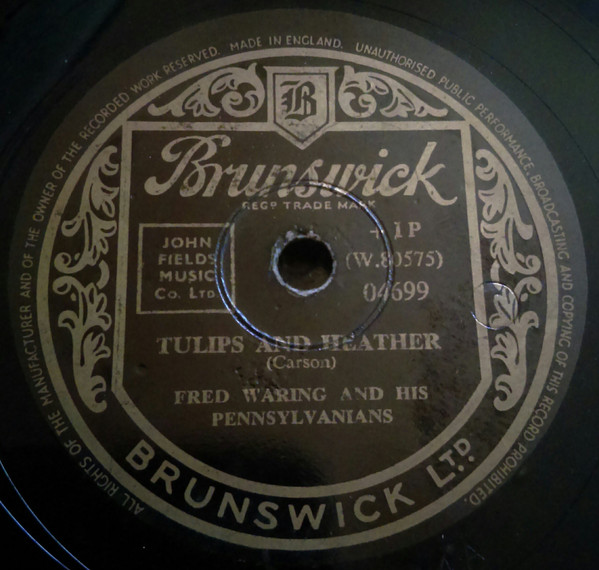 ALL RIGHTS OF THE MANUFACTURER AND OF THE OWNER OF THE RECORDED WORK RESERVED. MADE IN ENGLAND. UNAUTHORISED PUBLIC PERFORMANCE, BROADCASTING AND COPYING OF THIS RECORD PROHIBITED.
B
Brunswick
REGD TRADE MARK
JOHN
FIELDS
MUSIC
Co. Ltd
1P
(W.80575)
04699
TULIPS AND HEATHER
(Carson)
FRED WARING AND HIS
PENNSYLVANIANS
BRUNSWICK LTD.